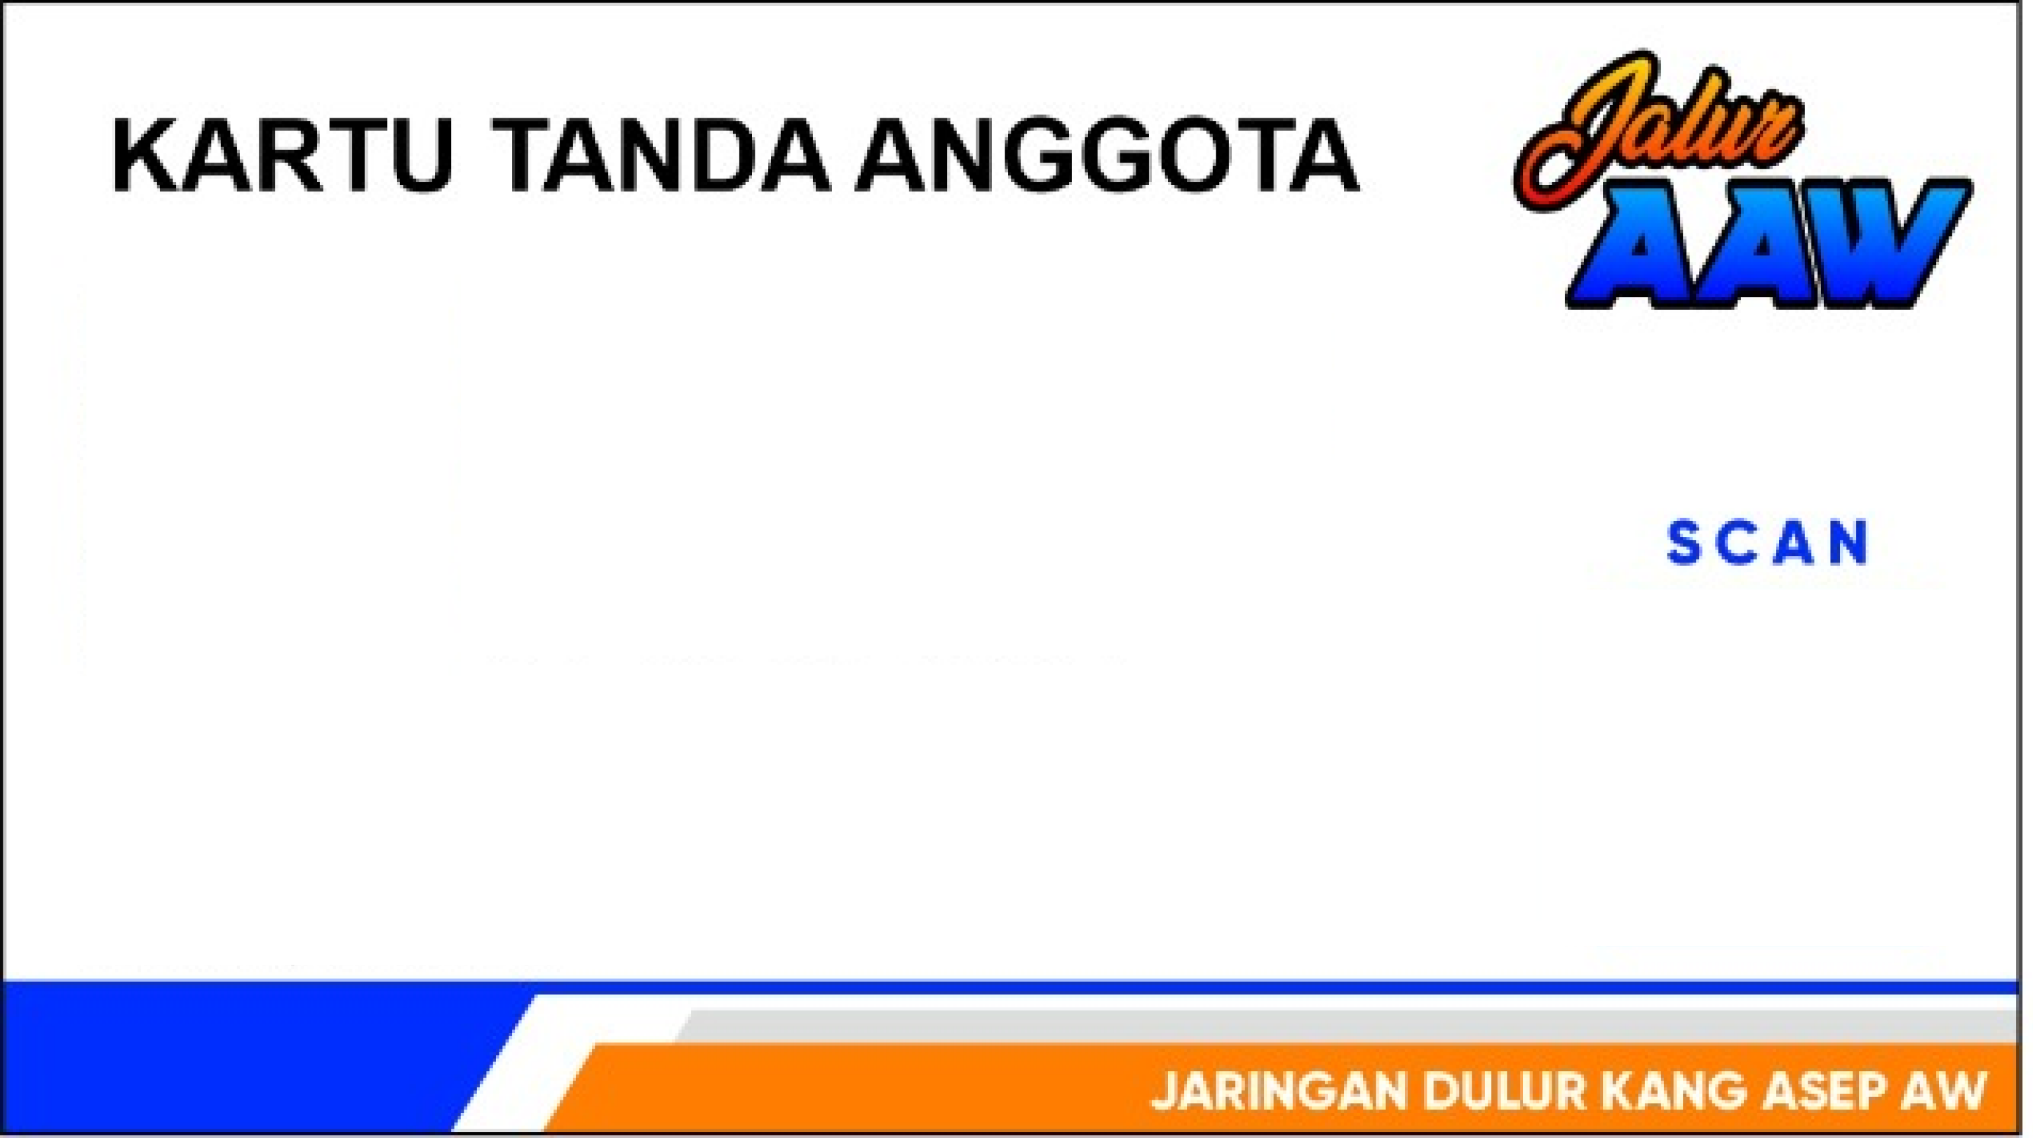 KARTU TANDA ANGGOTA
Jalur
AAW
SCAN
JARINGAN DULUR KANG ASEP AW